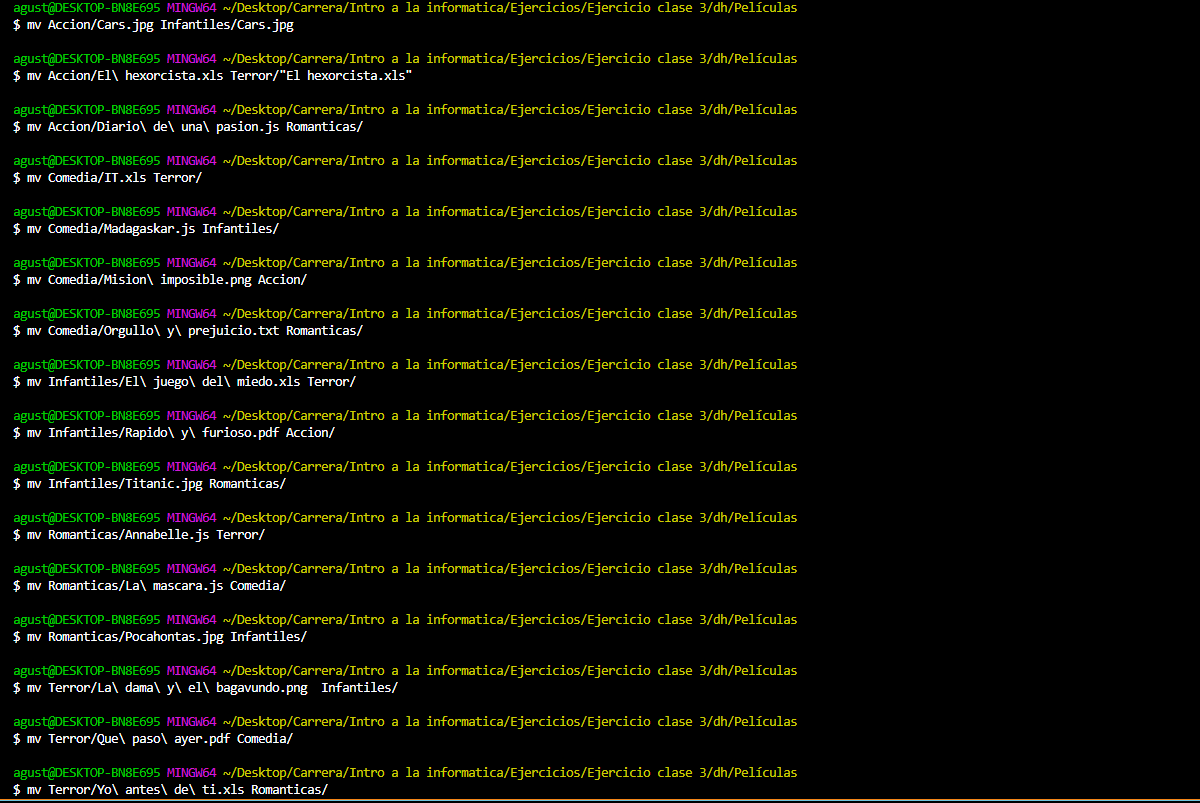 agust@DESKTOP-BN8E695 MINGW64 ~/Desktop/Carrera/Intro a la informatica/Ejercicios/Ejercicio clase 3/dh/Películas
$ mv Accion/Cars.jpg Infantiles/Cars.jpg
agust@DESKTOP-BN8E695 MINGW64 ~/Desktop/Carrera/Intro a la informatica/Ejercicios/Ejercicio clase 3/dh/Películas
$ mv Accion/El\ hexorcista.xls Terror/"El hexorcista.xls"
agust@DESKTOP-BN8E695 MINGW64 ~/Desktop/Carrera/Intro a la informatica/Ejercicios/Ejercicio clase 3/dh/Películas
$ mv Accion/Diario\ de\ una\ pasion.js Romanticas/
agust@DESKTOP-BN8E695 MINGW64 ~/Desktop/Carrera/Intro a la informatica/Ejercicios/Ejercicio clase 3/dh/Películas
$ mv Comedia/IT.xls Terror/
agust@DESKTOP-BN8E695 MINGW64 ~/Desktop/Carrera/Intro a la informatica/Ejercicios/Ejercicio clase 3/dh/Películas
$ mv Comedia/Madagaskar.js Infantiles/
agust@DESKTOP-BN8E695 MINGW64 ~/Desktop/Carrera/Intro a la informatica/Ejercicios/Ejercicio clase 3/dh/Películas
$ mv Comedia/Mision\ imposible.png Accion/
agust@DESKTOP-BN8E695 MINGW64 ~/Desktop/Carrera/Intro a la informatica/Ejercicios/Ejercicio clase 3/dh/Películas
$ mv Comedia/Orgullo\ y\ prejuicio.txt Romanticas/
agust@DESKTOP-BN8E695 MINGW64 ~/Desktop/Carrera/Intro a la informatica/Ejercicios/Ejercicio clase 3/dh/Películas
$ mv Infantiles/El\ juego\ del\ miedo.xls Terror/
agust@DESKTOP-BN8E695 MINGW64 ~/Desktop/Carrera/Intro a la informatica/Ejercicios/Ejercicio clase 3/dh/Películas
$ mv Infantiles/Rapido\ y\ furioso.pdf Accion/
agust@DESKTOP-BN8E695 MINGW64 ~/Desktop/Carrera/Intro a la informatica/Ejercicios/Ejercicio clase 3/dh/Películas
$ mv Infantiles/Titanic.jpg Romanticas/
agust@DESKTOP-BN8E695 MINGW64 ~/Desktop/Carrera/Intro a la informatica/Ejercicios/Ejercicio clase 3/dh/Películas
$ mv Romanticas/Annabelle.js Terror/
agust@DESKTOP-BN8E695 MINGW64 ~/Desktop/Carrera/Intro a la informatica/Ejercicios/Ejercicio clase 3/dh/Películas
$ mv Romanticas/La\ mascara.js Comedia/
agust@DESKTOP-BN8E695 MINGW64 ~/Desktop/Carrera/Intro a la informatica/Ejercicios/Ejercicio clase 3/dh/Películas
$ mv Romanticas/Pocahontas.jpg Infantiles/
agust@DESKTOP-BN8E695 MINGW64 ~/Desktop/Carrera/Intro a la informatica/Ejercicios/Ejercicio clase 3/dh/Películas
$ mv Terror/La\ dama\ y\ el\ bagavundo.png  Infantiles/
agust@DESKTOP-BN8E695 MINGW64 ~/Desktop/Carrera/Intro a la informatica/Ejercicios/Ejercicio clase 3/dh/Películas
$ mv Terror/Que\ paso\ ayer.pdf Comedia/
agust@DESKTOP-BN8E695 MINGW64 ~/Desktop/Carrera/Intro a la informatica/Ejercicios/Ejercicio clase 3/dh/Películas
$ mv Terror/Yo\ antes\ de\ ti.xls Romanticas/